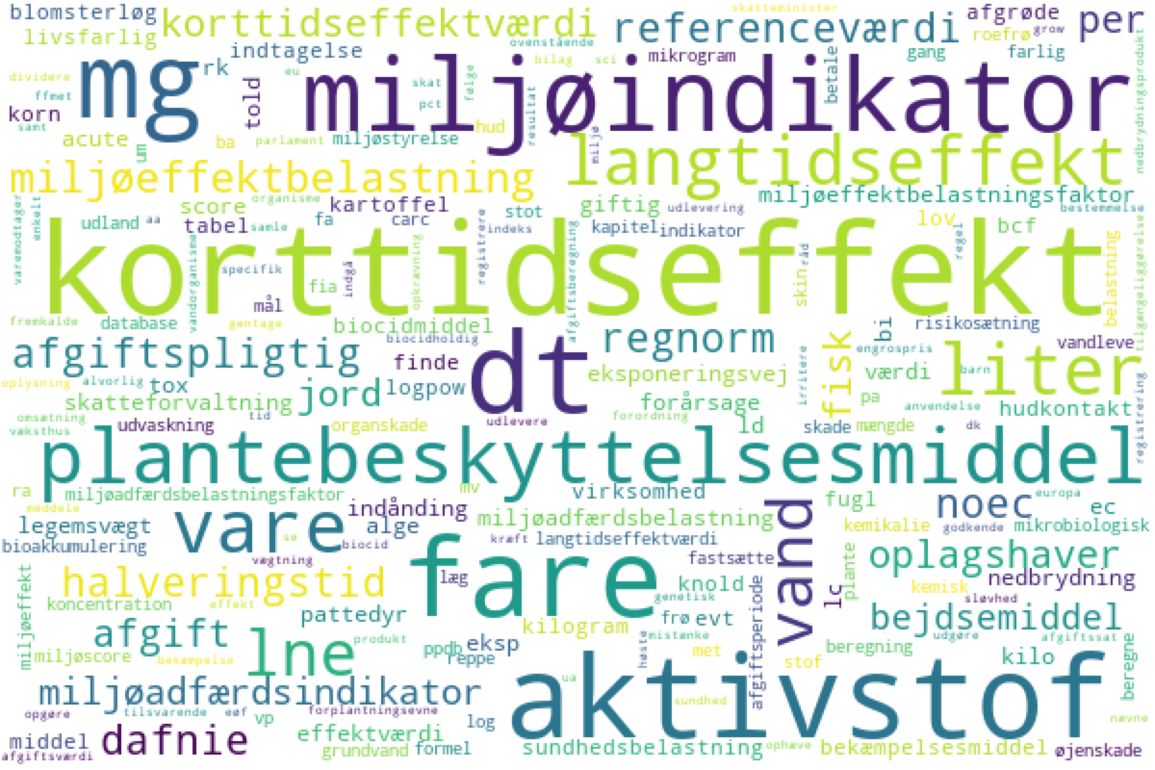 blomsterløg korttidseffektværdi skatteminister afgrøde per
livsfarlig referenceværdi roefrø grow
indtagelse ovenstående mikrogram gang farlig
dividere mg rk eu bilag sci betale nedbrydningsprodukt
ffmet told miljøindikator skat følge
korn pct resultat
samt acute ba parlament miljøstyrelse hud miljø langtidseffekt
miljøeffektbelastning miljøeffektbelastningsfaktor
varemodtager enkelt score organisme kartoffel giftig udlevering bestemmelse
udland aa tabel samle fa carc registrere stot indeks kapitel indikator lov regel bcf
korttidseffekt
vandorganisme specifik indgå opkrævning afgiftsberegning skin råd belastning tilgængeliggørelse
mål fia
fremkalde database gentage biocidmiddel biocidholdig regnorm bi risikosætning
afgiftspligtig finde dt engrospris vandleve
oplysning alvorlig tox jord logpow eksponeringsvej irritere fisk værdi barn liter
omsætning skatteforvaltning forårsage pa anvendelse hudkontakt
væksthus udvaskning tid organskade udlevere forordning ld skade mængde dk registrering
plantebeskyttelsesmiddel
ra miljøadfærdsbelastningsfaktor mv virksomhed fugl noec europa ec
meddele indånding
legemsvægt vare se alge miljøadfærdsbelastning vand kemikalie godkende mikrobiologisk
bioakkumulering biocid kræft langtidseffektværdi
vægtning fare fastsætte plante oplagshaver
miljøeffekt halveringstid læg knold lc kemisk nedbrydning
koncentration effekt pattedyr genetisk frø evt afgiftsperiode sløvhed bejdsemiddel
afgift lne produkt kilogram mistanke udgøre afgiftssat
miljøscore bekæmpelse ppdb eksp høste met stof beregning kilo beregne
reppe
miljøadfærdsindikator ua sundhed aktivstof
opgøre tilsvarende eøf vp forplantningsevne log nævne
middel dafnie effektværdi
afgiftsværdi grundvand formel sundhedsbelastning ophave bekæmpelsesmiddel øjenskade